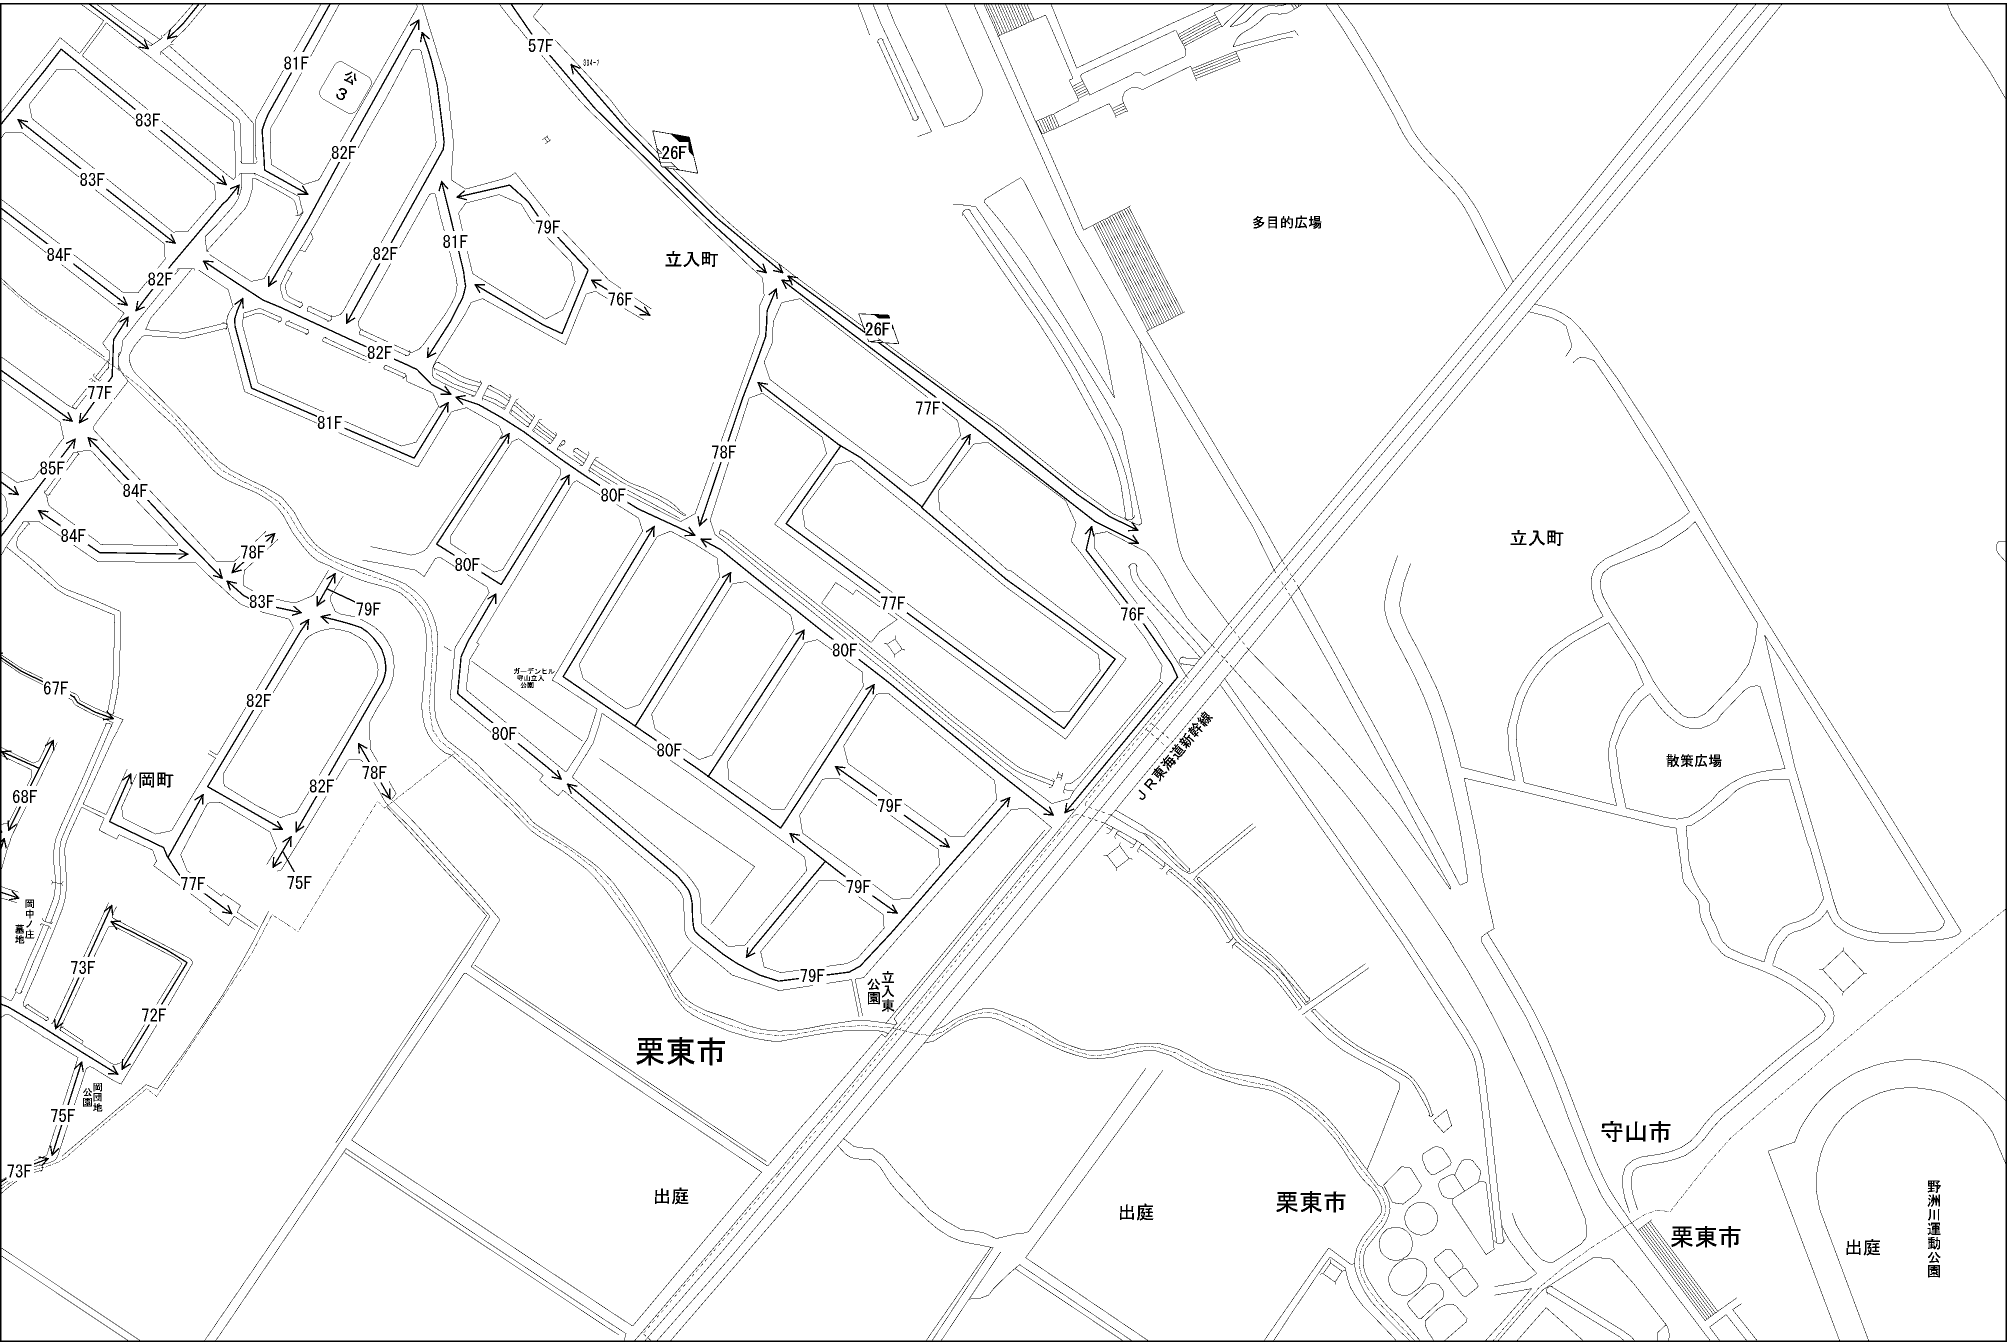 57F
304-7
81F
公
3
83F
82F
26F
83F
多目的広場
79F
81F
82F
84F
立入町
82F
76F
26F
82F
77F
77F
81F
78F
85F
84F
80F
立入町
84F
78F
80F
83F
79F
77F
76F
80F
ガーデンヒル
守山立入
公園
67F
82F
JR東海道新幹線
80F
80F
散策広場
78F
岡町
82F
68F
79F
75F
77F
79F
岡中ノ庄
墓地
73F
79F
立入東
公園
72F
栗東市
岡団地
公園
75F
守山市
73F
出庭
栗東市
出庭
野洲川運動公園
栗東市
出庭